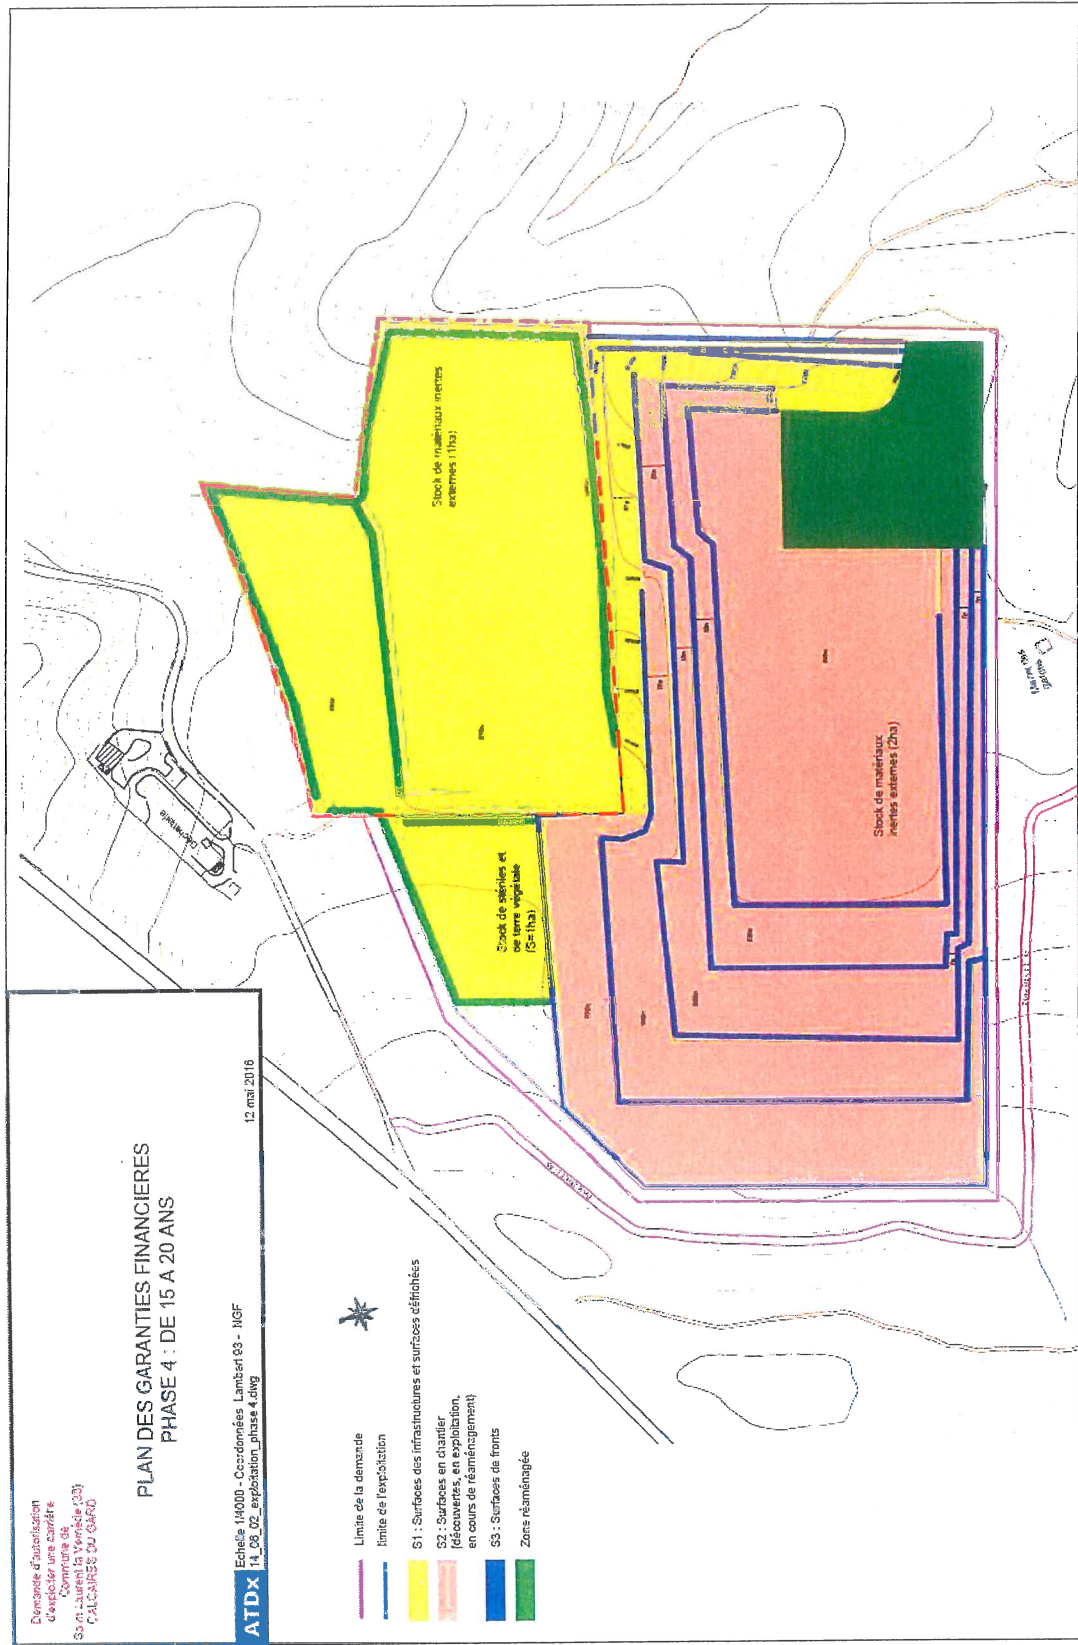 Demande d'autorisation
d'exploiter une carrière
Commune de
Saint Laurent la Vernède (30)
CALCAIRES DU GARD
PLAN DES GARANTIES FINANCIERES
PHASE 4 : DE 15 A 20 ANS
ATDx
Echelle 1/4000 - Coordonnées Lambert 93 - NGF
14_06_02_exploitation_phase 4.dwg
12 mai 2016
Limite de la demande
limite de l'exploitation
S1 : Surfaces des infrastructures et surfaces défrichées
S2 : Surfaces en chantier
(découvertes, en exploitation,
en cours de réaménagement)
S3 : Surfaces de fronts
Zone réaménagée
Déchetterie
Stock de stériles et
de terre végétale
(S=1ha)
Stock de matériaux inertes
externes (1ha)
Stock de matériaux
inertes externes (2ha)